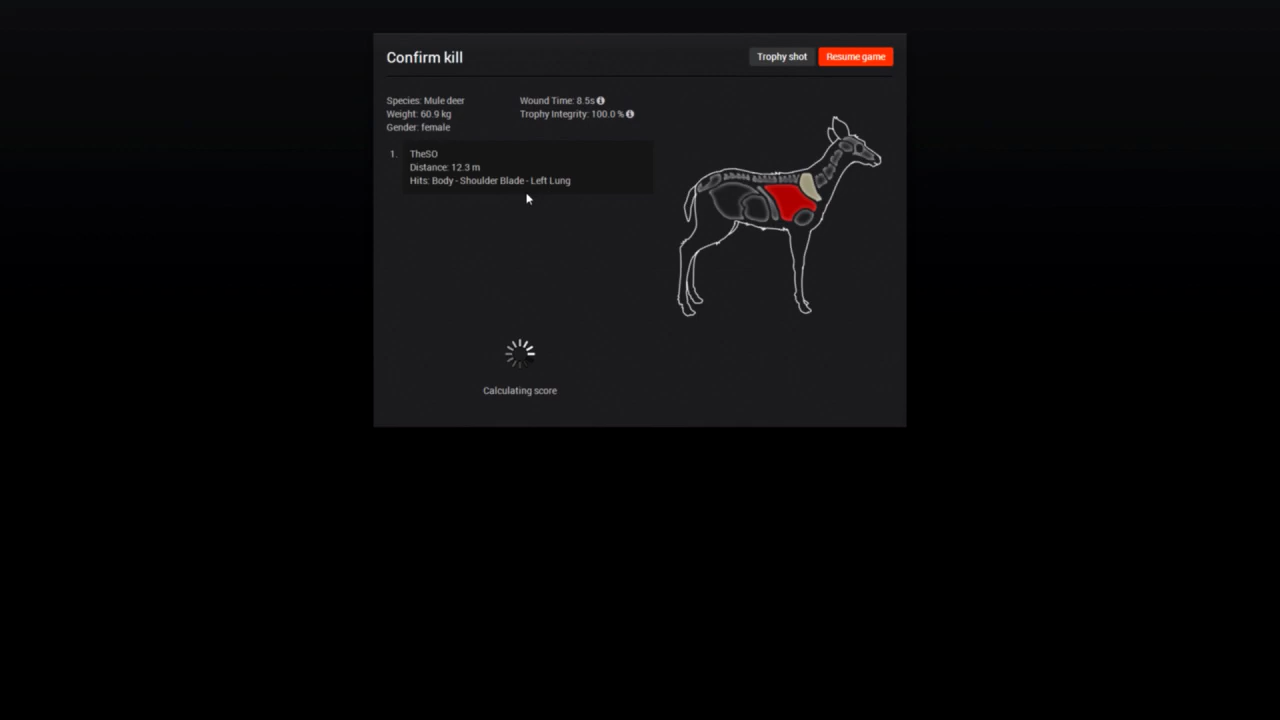 Confirm kill
Trophy shot
Resume game
Species: Mule deer
Weight: 60.9 kg
Gender: female
Wound Time: 8.5s
Trophy Integrity: 100.0 %
1.
TheSO
Distance: 12.3 m
Hits: Body - Shoulder Blade - Left Lung
Calculating score